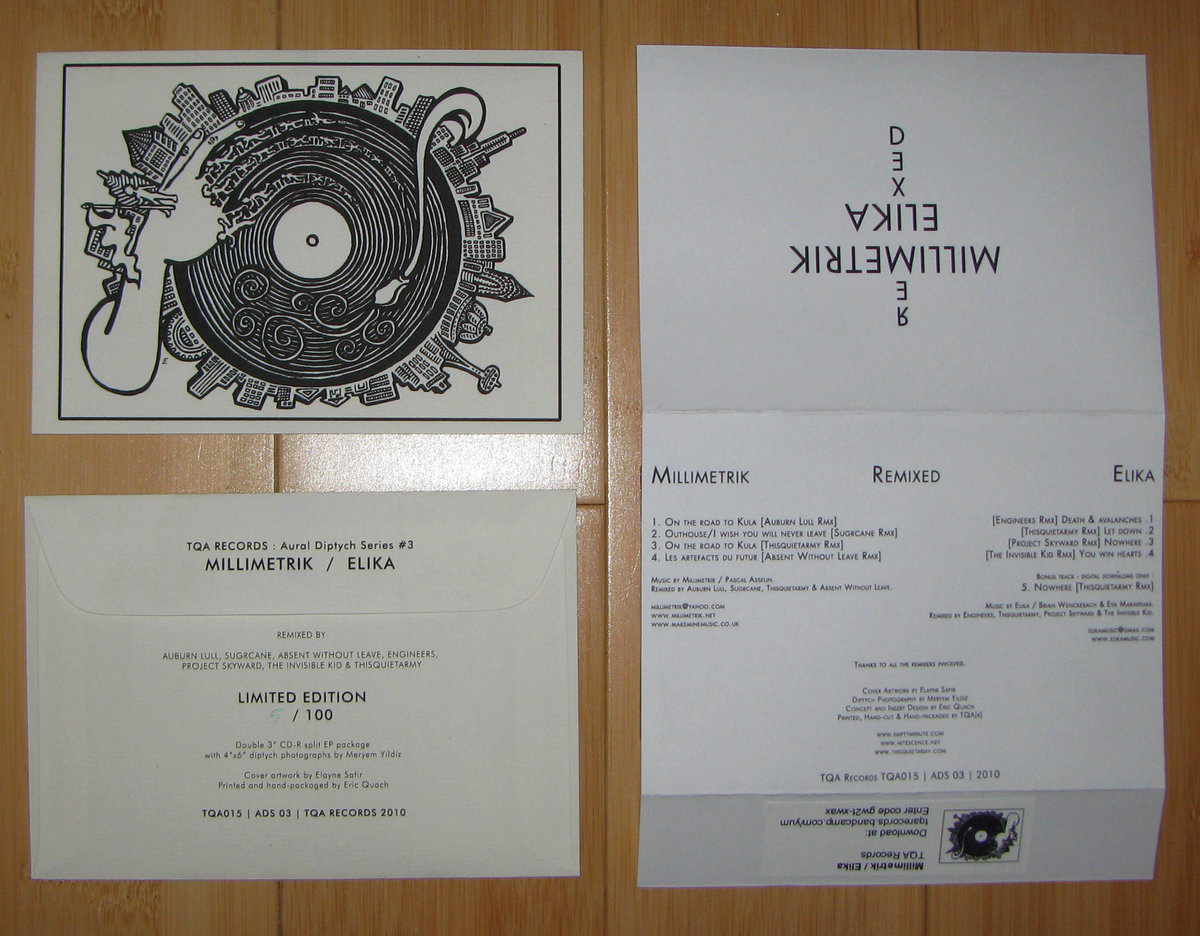 TQA RECORDS : Aural Diptych Series #3
MILLIMETRIK / ELIKA
REMIXED BY
AUBURN LULL, SUGRCANE, ABSENT WITHOUT LEAVE, ENGINEERS,
PROJECT SKYWARD, THE INVISIBLE KID & THISQUIETARMY
LIMITED EDITION
5 / 100
Double 3" CD-R split EP package
with 4"x6" diptych photographs by Meryem Yildiz
Cover artwork by Elayne Safir
Printed and hand-packaged by Eric Quach
TQA015 | ADS 03 | TQA RECORDS 2010
R
E
MILLIMETRIK
ELIKA
X
E
D
MILLIMETRIK REMIXED ELIKA
1. ON THE ROAD TO KULA [AUBURN LULL RMX]
2. OUTHOUSE/I WISH YOU WILL NEVER LEAVE [SUGRCANE RMX]
3. ON THE ROAD TO KULA [THISQUIETARMY RMX]
4. LES ARTEFACTS DU FUTUR [ABSENT WITHOUT LEAVE RMX]
MUSIC BY MILLIMETRIK / PASCAL ASSELIN.
REMIXED BY AUBURN LULL, SUGRCANE, THISQUIETARMY & ABSENT WITHOUT LEAVE.
MILLIMETRIK@YAHOO.COM
WWW.MILLIMETRIK.NET
WWW.MAKEMINEMUSIC.CO.UK
[ENGINEERS RMX] DEATH & AVALANCHES .1
[THISQUIETARMY RMX] LET DOWN .2
[PROJECT SKYWARD RMX] NOWHERE .3
[THE INVISIBLE KID RMX] YOU WIN HEARTS .4
BONUS TRACK - DIGITAL DOWNLOAD ONLY :
5. NOWHERE [THISQUIETARMY RMX]
MUSIC BY ELIKA / BRIAN WENCKEBACH & EVA MARAVELIAS.
REMIXED BY ENGINEERS, THISQUIETARMY, PROJECT SKYWARD & THE INVISIBLE KID.
ELIKAMUSIC@GMAIL.COM
WWW.ELIKAMUSIC.COM
THANKS TO ALL THE REMIXERS INVOLVED.
COVER ARTWORK BY ELAYNE SAFIR
DIPTYCH PHOTOGRAPHY BY MERYEM YILDIZ
CONCEPT AND INSERT DESIGN BY ERIC QUACH
PRINTED, HAND-CUT & HAND-PACKAGED BY TQA[R]
WWW.EMPTYMINUTE.COM
WWW.NITESCENCE.NET
WWW.THISQUIETARMY.COM
TQA RECORDS TQA015 | ADS 03 | 2010
Millimetrik / Elika
TQA Records
Download at:
tqarecords.bandcamp.com/yum
Enter code gw2t-xwax